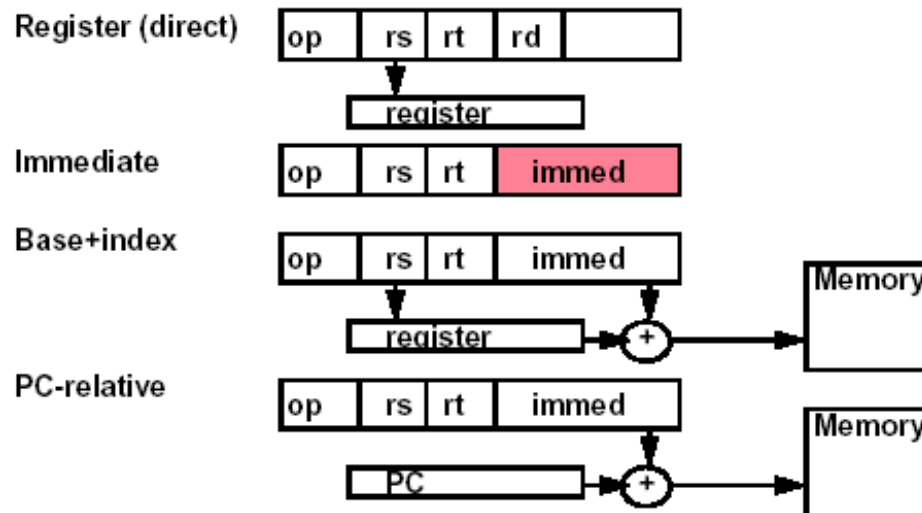 Register (direct)
op rs rt rd
register
Immediate
op rs rt immed
Base+index
op rs rt immed
Memory
register
+
PC-relative
op rs rt immed
Memory
PC
+